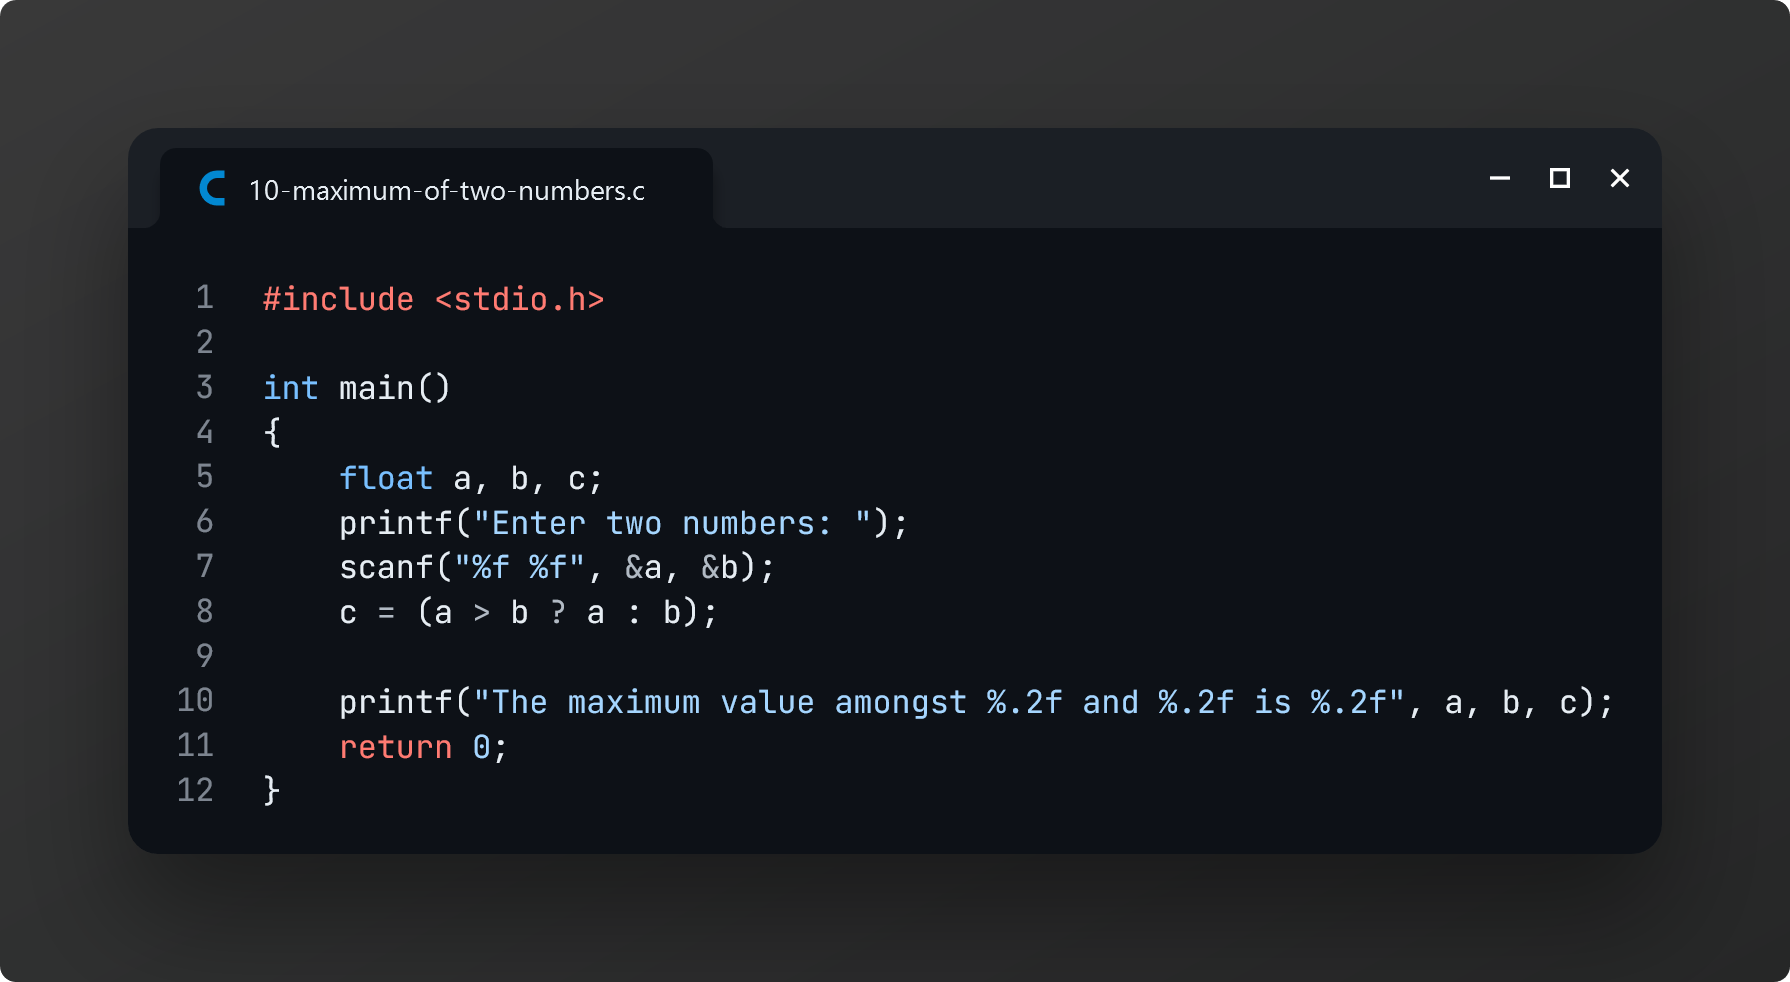 10-maximum-of-two-numbers.c
1 #include <stdio.h>
2
3 int main()
4 {
5     float a, b, c;
6     printf("Enter two numbers: ");
7     scanf("%f %f", &a, &b);
8     c = (a > b ? a : b);
9
10     printf("The maximum value amongst %.2f and %.2f is %.2f", a, b, c);
11     return 0;
12 }